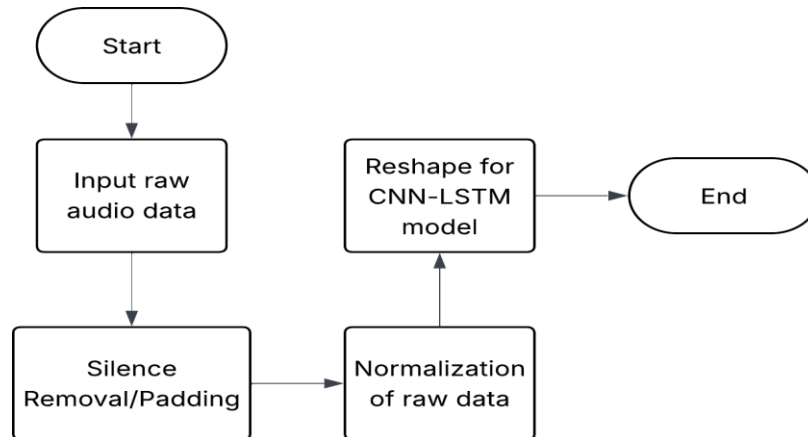 Start
Input raw
audio data
Silence
Removal/Padding
Normalization
of raw data
Reshape for
CNN-LSTM
model
End